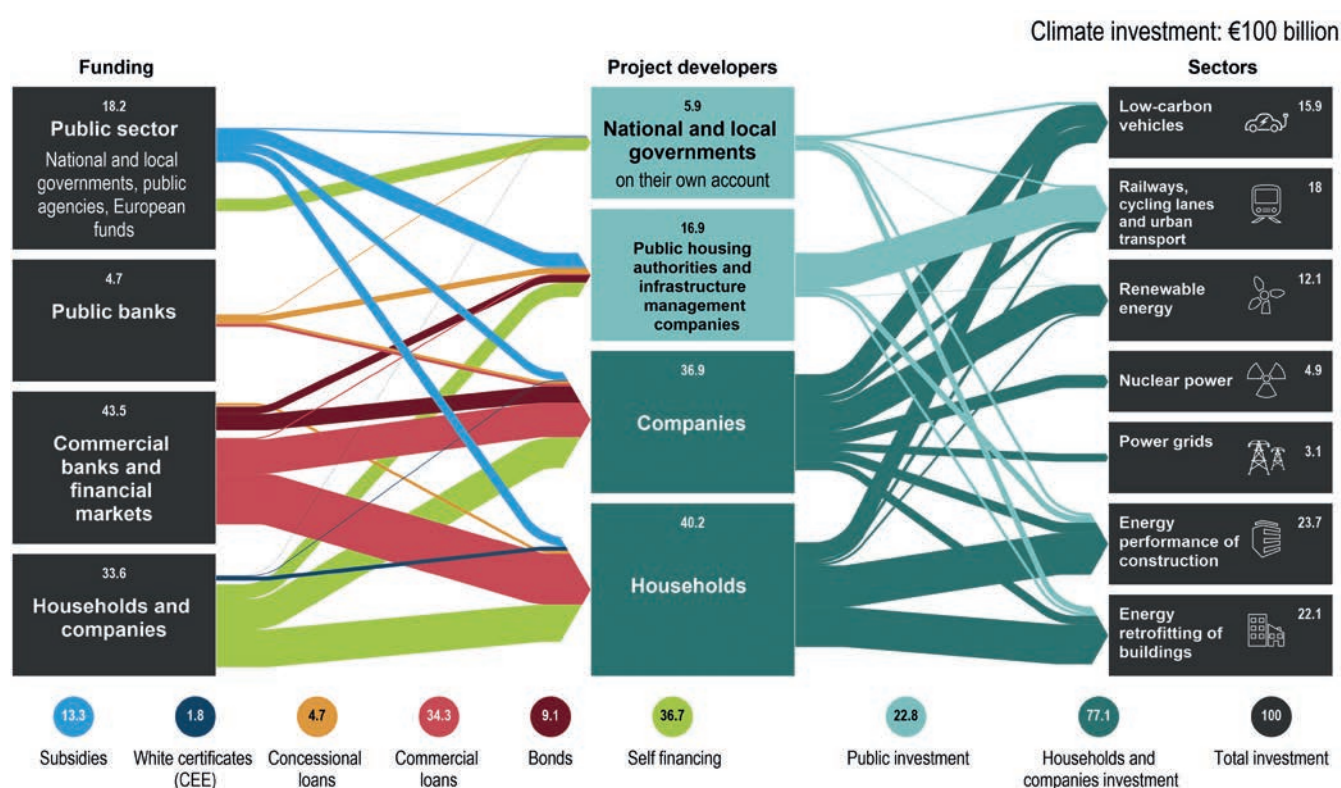 Climate investment: €100 billion
Funding
Project developers
Sectors
18.2
Public sector
National and local
governments, public
agencies, European
funds
4.7
Public banks
43.5
Commercial
banks and
financial
markets
33.6
Households and
companies
5.9
National and local
governments
on their own account
16.9
Public housing
authorities and
infrastructure
management
companies
36.9
Companies
40.2
Households
Low-carbon
vehicles
15.9
Railways,
cycling lanes
and urban
transport
18
Renewable
energy
12.1
Nuclear power
4.9
Power grids
3.1
Energy
performance of
construction
23.7
Energy
retrofitting of
buildings
22.1
13.3
Subsidies
1.8
White certificates
(CEE)
4.7
Concessional
loans
34.3
Commercial
loans
9.1
Bonds
36.7
Self financing
22.8
Public investment
77.1
Households and
companies investment
100
Total investment